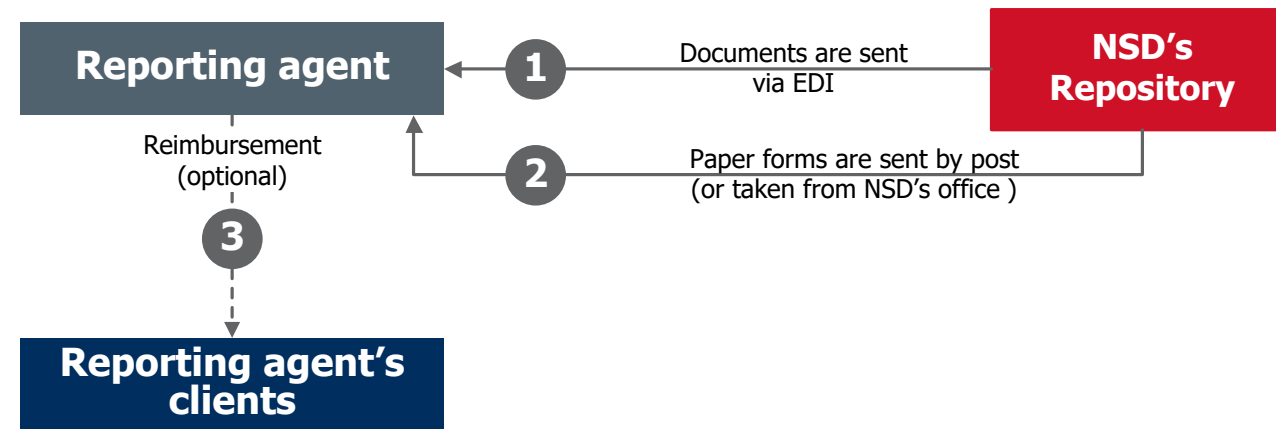 Reporting agent
1
Documents are sent
via EDI
NSD’s
Repository
Reimbursement
(optional)
2
Paper forms are sent by post
(or taken from NSD’s office )
3
Reporting agent’s
clients